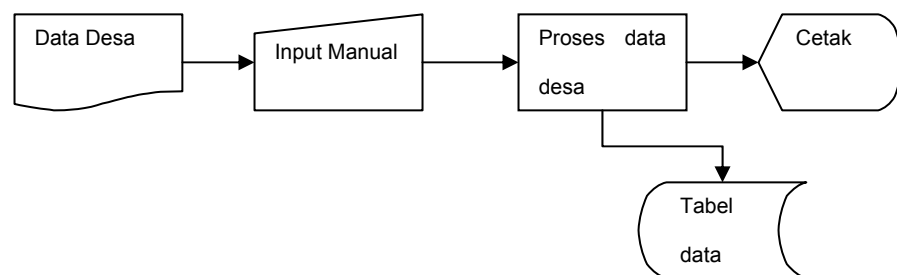 Data Desa
Input Manual
Proses data
desa
Cetak
Tabel
data